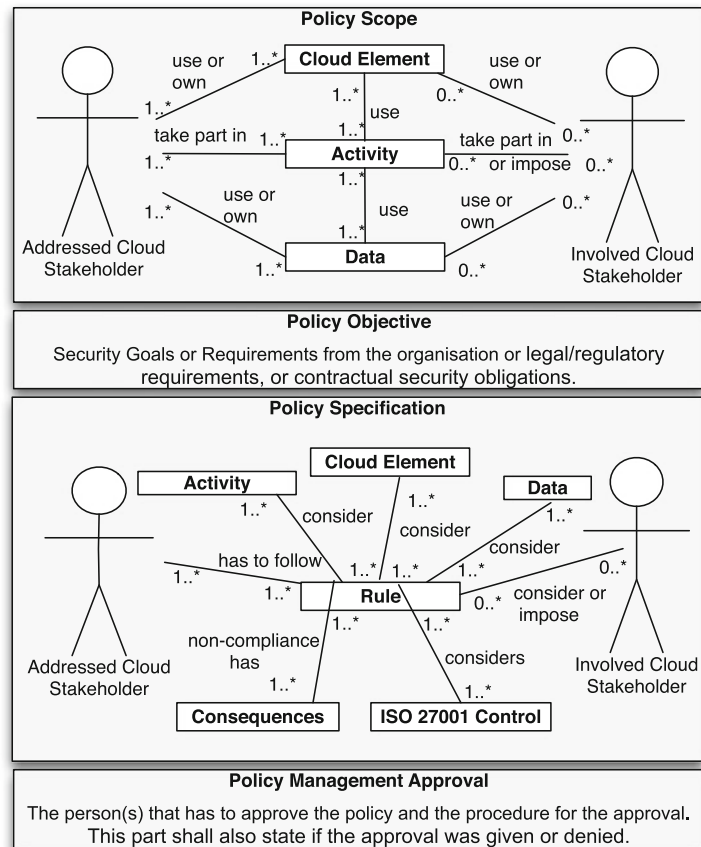 Policy Scope
use or
own
1..*
Cloud Element
use or
own
1..*
1..*
0..*
0..*
use
1..*
take part in
1..*
Activity
take part in
or impose
1..*
0..*
0..*
1..*
use or
own
use
use or
own
1..*
0..*
1..*
Addressed Cloud
Stakeholder
1..*
Data
0..*
Involved Cloud
Stakeholder
Policy Objective
Security Goals or Requirements from the organisation or legal/regulatory
requirements, or contractual security obligations.
Policy Specification
Activity
Cloud Element
Data
1..*
1..*
1..*
consider
consider
consider
has to follow
1..*
1..*
1..*
1..*
0..*
1..*
Rule
0..*
consider or
impose
1..*
1..*
non-compliance
has
considers
Addressed Cloud
Stakeholder
Involved Cloud
Stakeholder
1..*
1..*
Consequences
ISO 27001 Control
Policy Management Approval
The person(s) that has to approve the policy and the procedure for the approval.
This part shall also state if the approval was given or denied.